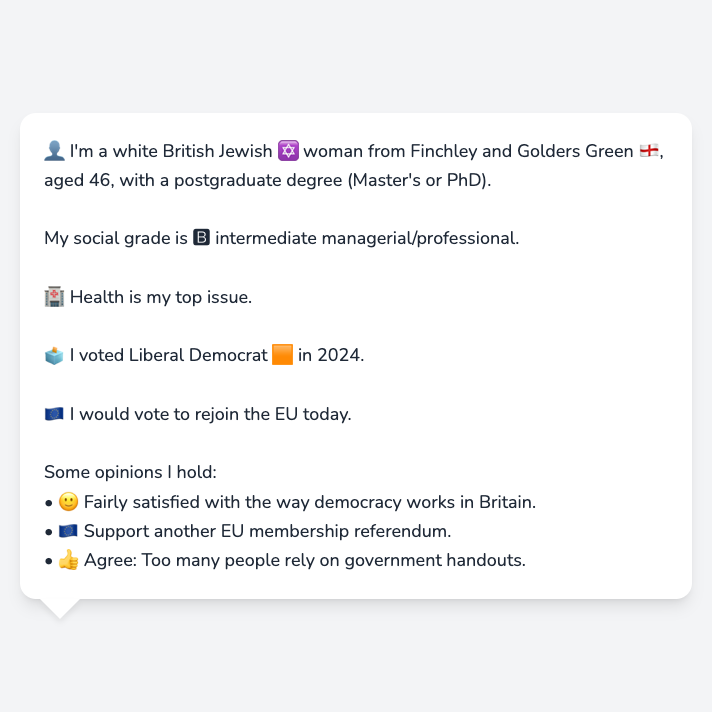 👤 I'm a white British Jewish ✡️ woman from Finchley and Golders Green 🏴󠁧󠁢󠁥󠁮󠁧󠁿,
aged 46, with a postgraduate degree (Master's or PhD).
My social grade is 🅱 intermediate managerial/professional.
🏥 Health is my top issue.
🗳️ I voted Liberal Democrat 🟧 in 2024.
🇪🇺 I would vote to rejoin the EU today.
Some opinions I hold:
• 🙂 Fairly satisfied with the way democracy works in Britain.
• 🇪🇺 Support another EU membership referendum.
• 👍 Agree: Too many people rely on government handouts.